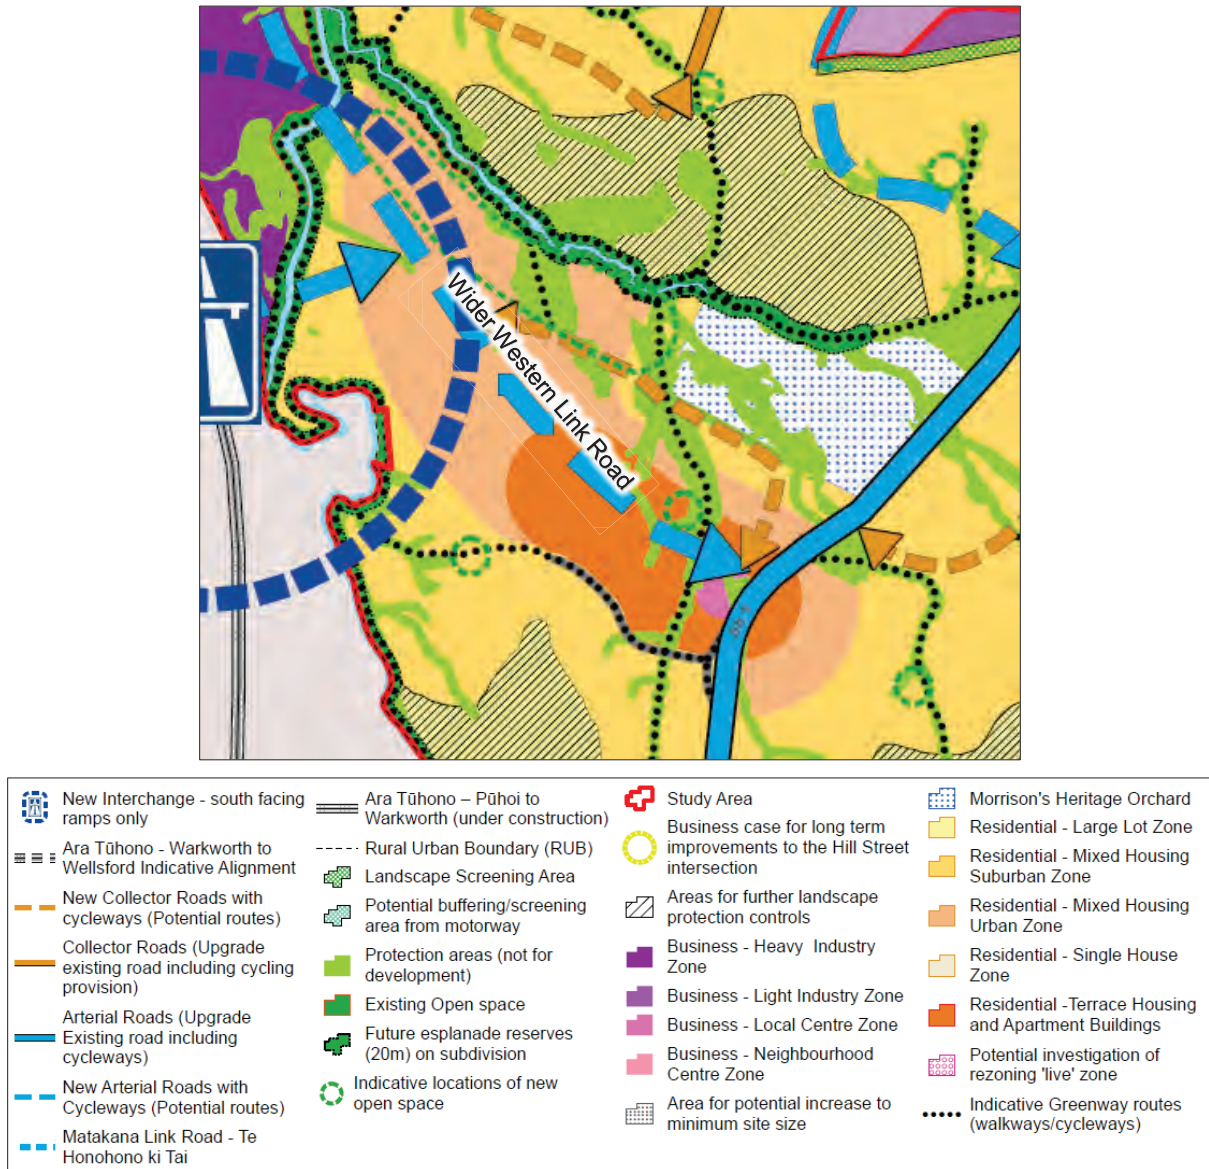 Wider Western Link Road
New Interchange - south facing
ramps only
Ara Tūhono - Warkworth to
Wellsford Indicative Alignment
New Collector Roads with
cycleways (Potential routes)
Collector Roads (Upgrade
existing road including cycling
provision)
Arterial Roads (Upgrade
Existing road including
cycleways)
New Arterial Roads with
Cycleways (Potential routes)
Matakana Link Road - Te
Honohono ki Tai
Ara Tūhono – Pūhoi to
Warkworth (under construction)
Rural Urban Boundary (RUB)
Landscape Screening Area
Potential buffering/screening
area from motorway
Protection areas (not for
development)
Existing Open space
Future esplanade reserves
(20m) on subdivision
Indicative locations of new
open space
Study Area
Business case for long term
improvements to the Hill Street
intersection
Areas for further landscape
protection controls
Business - Heavy Industry
Zone
Business - Light Industry Zone
Business - Local Centre Zone
Business - Neighbourhood
Centre Zone
Area for potential increase to
minimum site size
Morrison's Heritage Orchard
Residential - Large Lot Zone
Residential - Mixed Housing
Suburban Zone
Residential - Mixed Housing
Urban Zone
Residential - Single House
Zone
Residential -Terrace Housing
and Apartment Buildings
Potential investigation of
rezoning 'live' zone
Indicative Greenway routes
(walkways/cycleways)